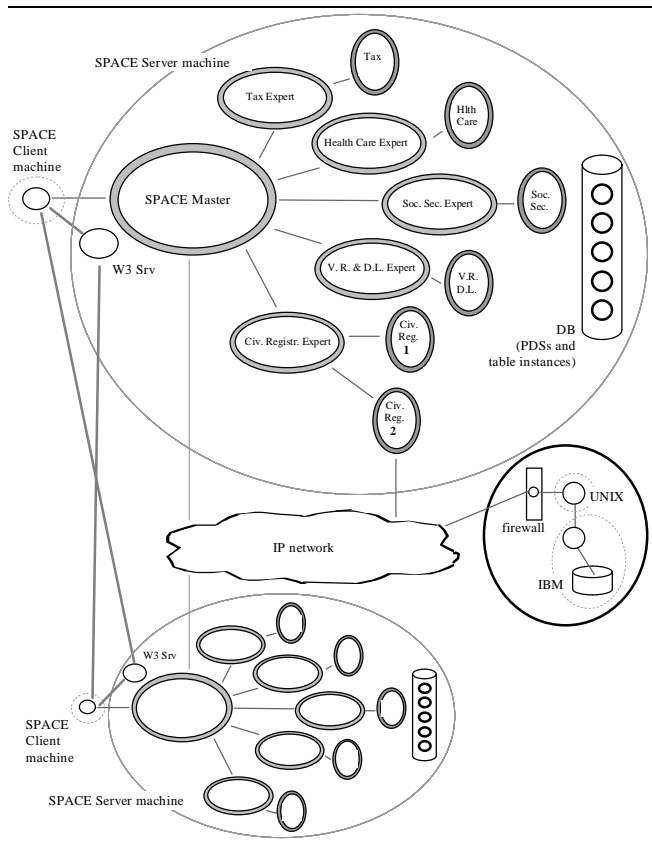 SPACE Server machine
Tax
Tax Expert
Hlth
Care
SPACE
Client
machine
Health Care Expert
SPACE Master
Soc. Sec. Expert
Soc.
Sec.
W3 Srv
V. R. & D.L. Expert
V.R.
D.L.
DB
(PDSs and
table instances)
Civ. Registr. Expert
Civ.
Reg.
1
Civ.
Reg.
2
UNIX
firewall
IP network
IBM
W3 Srv
SPACE
Client
machine
SPACE Server machine